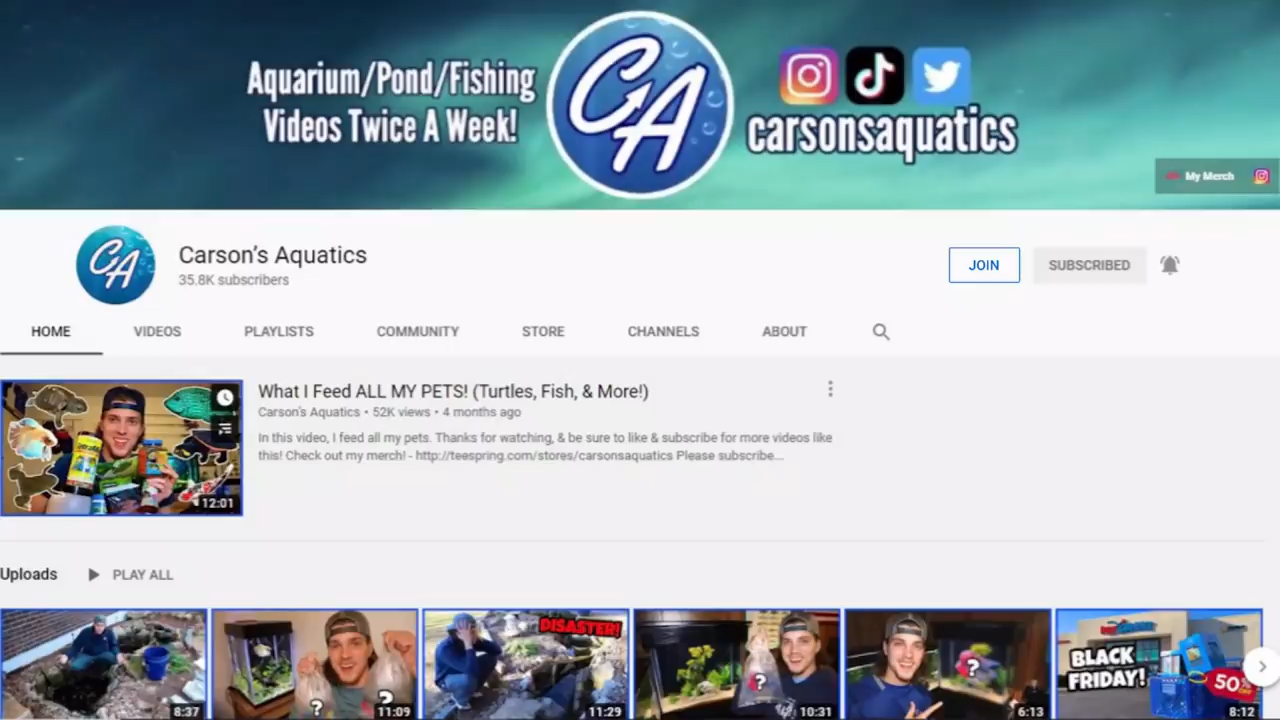 Aquarium/Pond/Fishing
Videos Twice A Week!
CA
carsonsaquatics
My Merch
CA
Carson's Aquatics
35.8K subscribers
JOIN
SUBSCRIBED
HOME
VIDEOS
PLAYLISTS
COMMUNITY
STORE
CHANNELS
ABOUT
12:01
What I Feed ALL MY PETS! (Turtles, Fish, & More!)
Carson's Aquatics • 52K views • 4 months ago
In this video, I feed all my pets. Thanks for watching, & be sure to like & subscribe for more videos like
this! Check out my merch! - http://teespring.com/stores/carsonsaquatics Please subscribe...
Uploads
PLAY ALL
8:37
? ?
11:09
DISASTER!
11:29
?
10:31
?
6:13
BLACK
FRIDAY!
50%
8:12